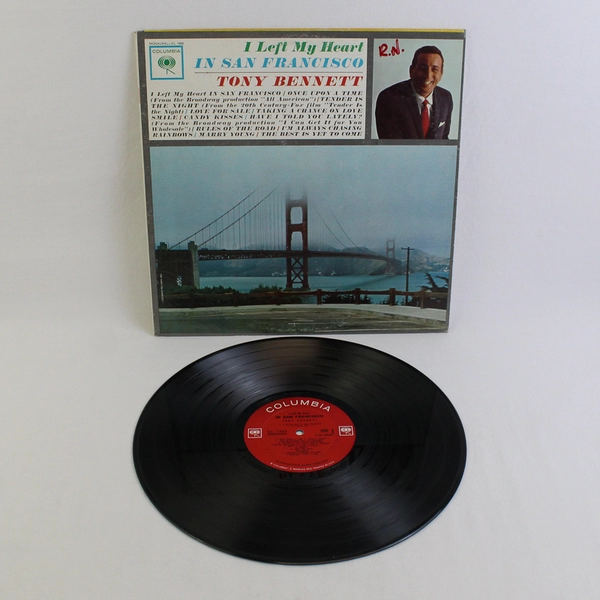 COLUMBIA
I Left My Heart
IN SAN FRANCISCO
TONY BENNETT
R.N.
I Left My Heart IN SAN FRANCISCO / ONCE UPON A TIME
(From the Broadway production "All American") / TENDER IS
THE NIGHT (From the 20th Century-Fox film "Tender Is
the Night) / LOVE FOR SALE / TAKING A CHANCE ON LOVE
SMILE / CANDY KISSES / HAVE I TOLD YOU LATELY?
(From the Broadway production "I Can Get It for You
Wholesale") / RULES OF THE ROAD / I'M ALWAYS CHASING
RAINBOWS / MARRY YOUNG / THE BEST IS YET TO COME
COLUMBIA
IN SAN FRANCISCO